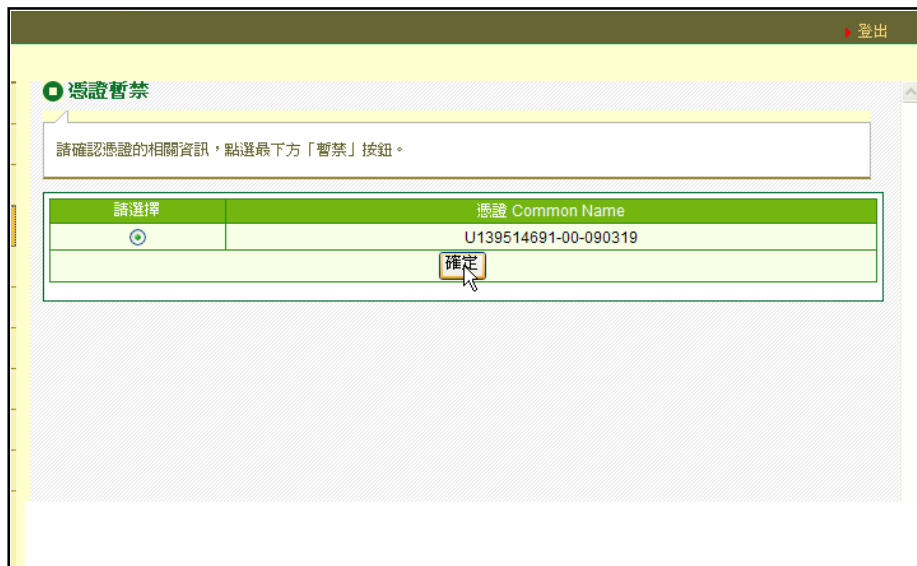 登出
憑證暫禁
請確認憑證的相關資訊，點選最下方「暫禁」按鈕。
請選擇 憑證 Common Name
U139514691-00-090319
確定